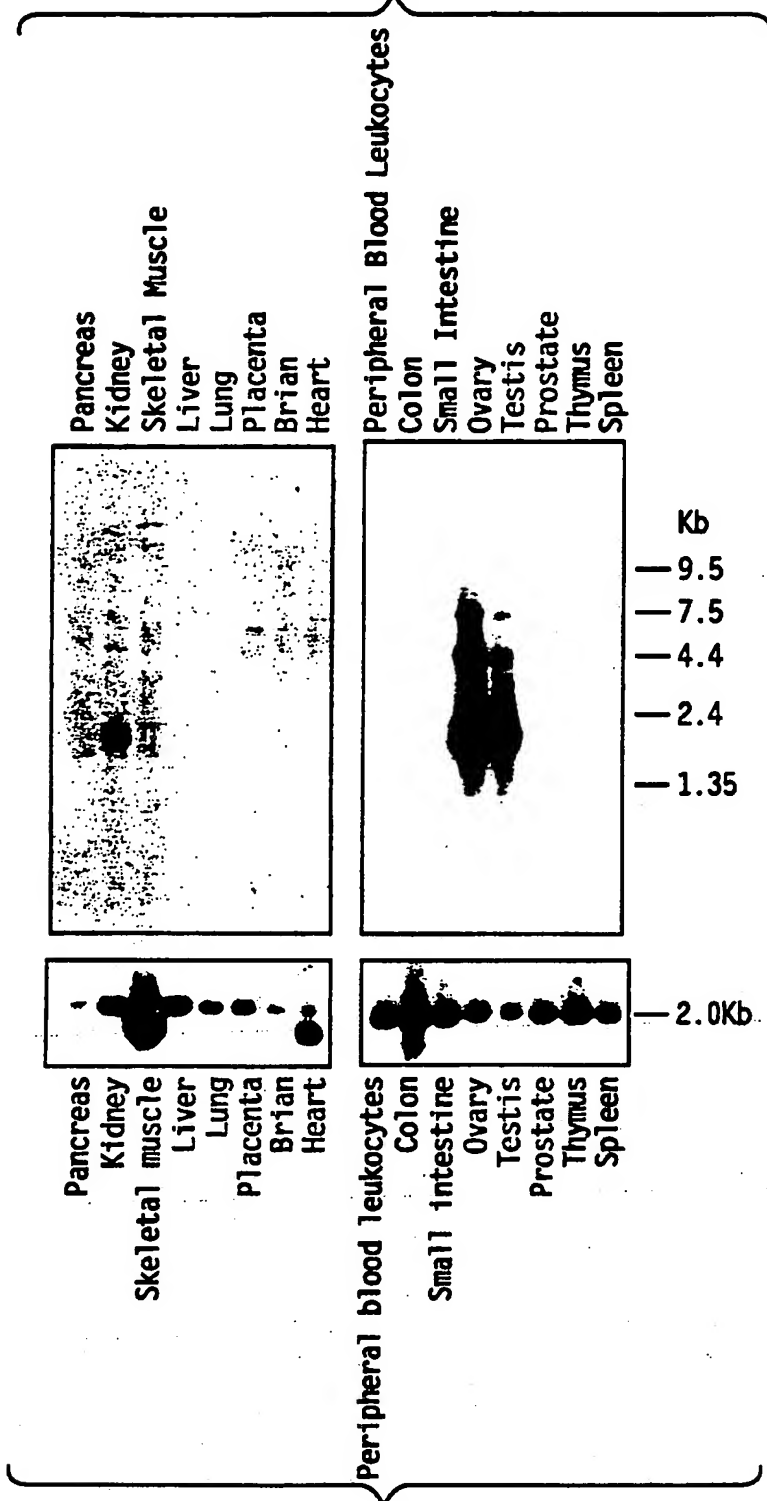 Pancreas
Kidney
Skeletal Muscle
Liver
Lung
Placenta
Brian
Heart
Peripheral Blood Leukocytes
Colon
Small Intestine
Ovary
Testis
Prostate
Thymus
Spleen
Kb
9.5
7.5
4.4
2.4
1.35
Pancreas
Kidney
Skeletal muscle
Liver
Lung
Placenta
Brian
Heart
Peripheral blood leukocytes
Colon
Small intestine
Ovary
Testis
Prostate
Thymus
Spleen
2.0Kb